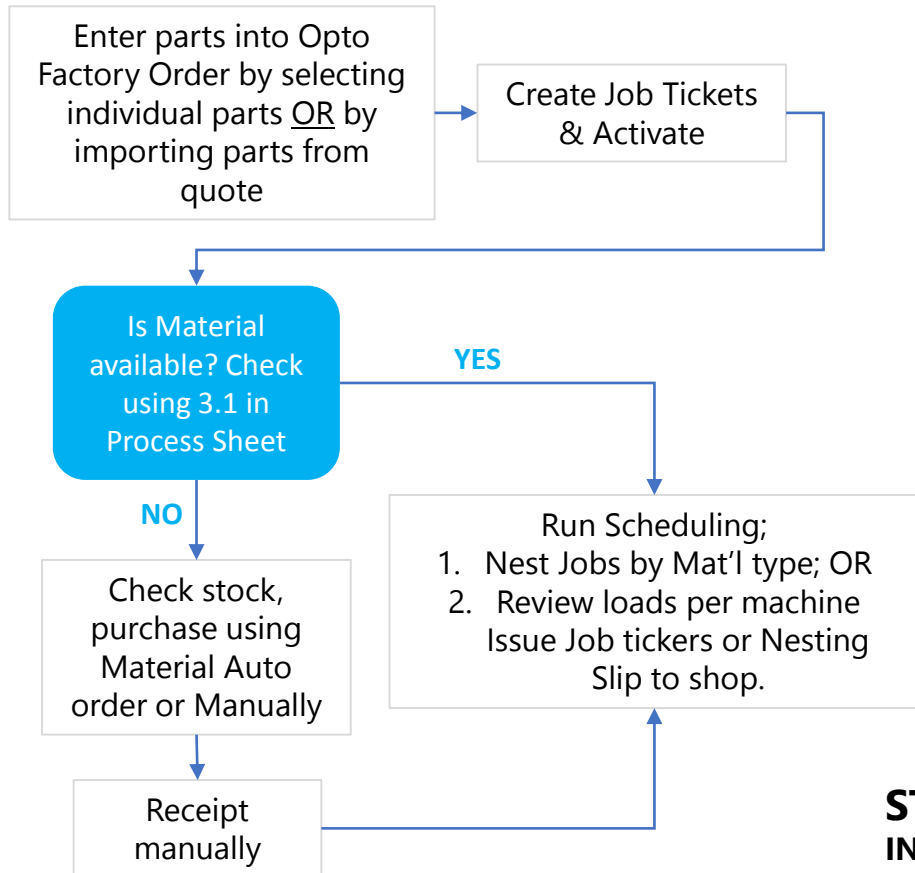 Enter parts into Opto
Factory Order by selecting
individual parts OR by
importing parts from
quote
Create Job Tickets
& Activate
Is Material
available? Check
using 3.1 in
Process Sheet
YES
NO
Check stock,
purchase using
Material Auto
order or Manually
Run Scheduling;
1. Nest Jobs by Mat’l type; OR
2. Review loads per machine
Issue Job tickers or Nesting
Slip to shop.
Receipt
manually